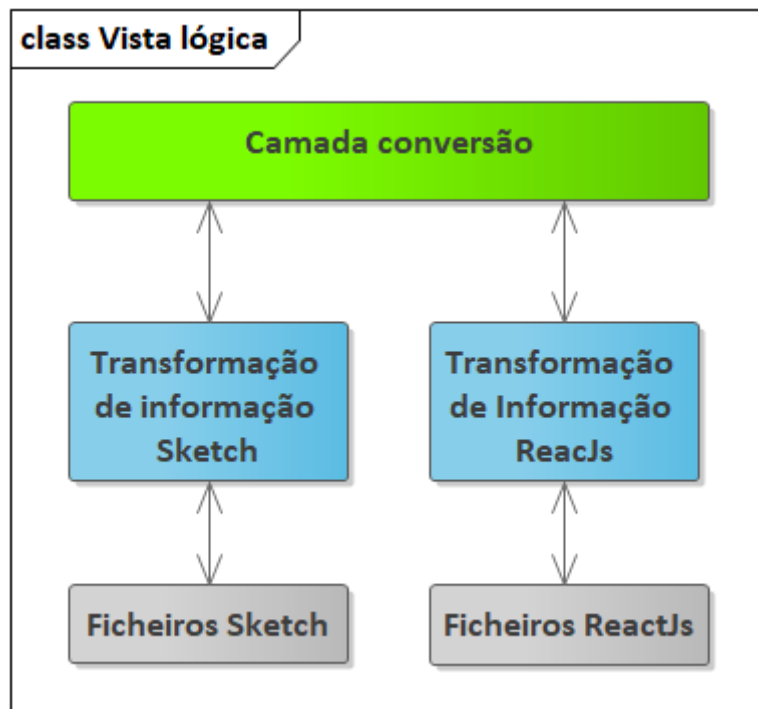 class Vista lógica
Camada conversão
Transformação
de informação
Sketch
Transformação
de Informação
ReacJs
Ficheiros Sketch
Ficheiros ReactJs